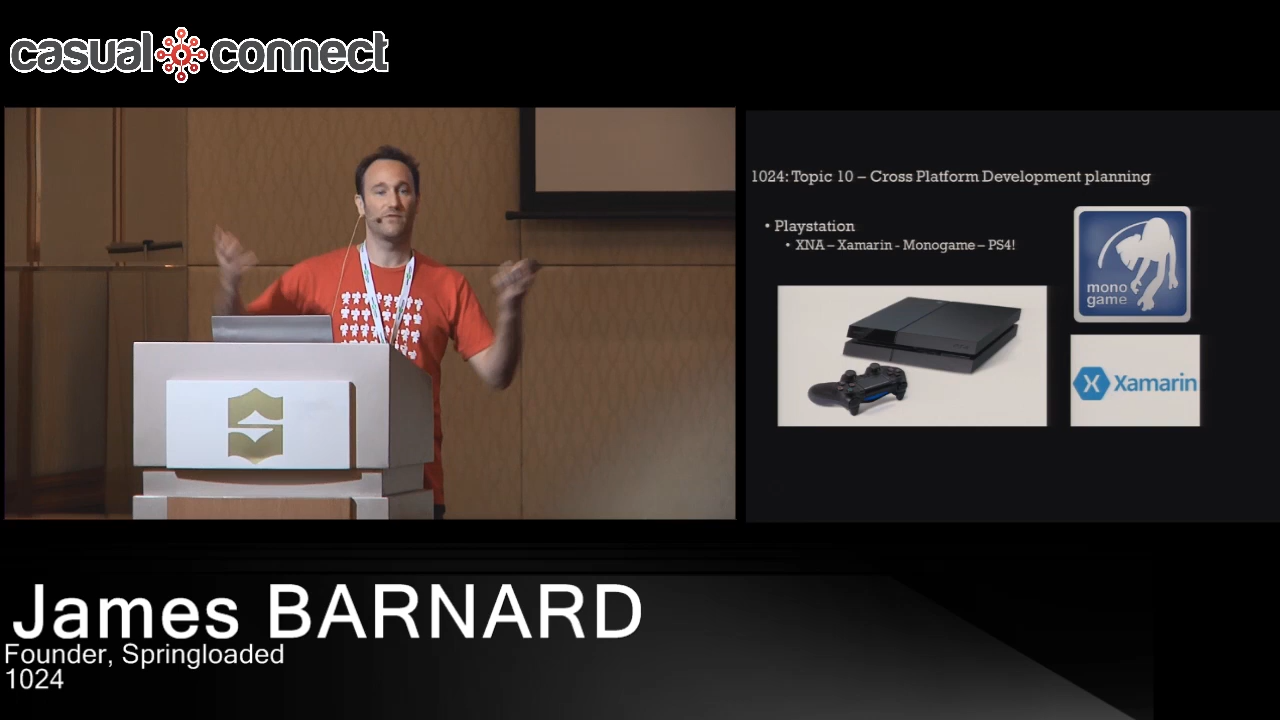 casual connect
1024: Topic 10 – Cross Platform Development planning
• Playstation
• XNA – Xamarin - Monogame – PS4!
mono
game
Xamarin
James BARNARD
Founder, Springloaded
1024